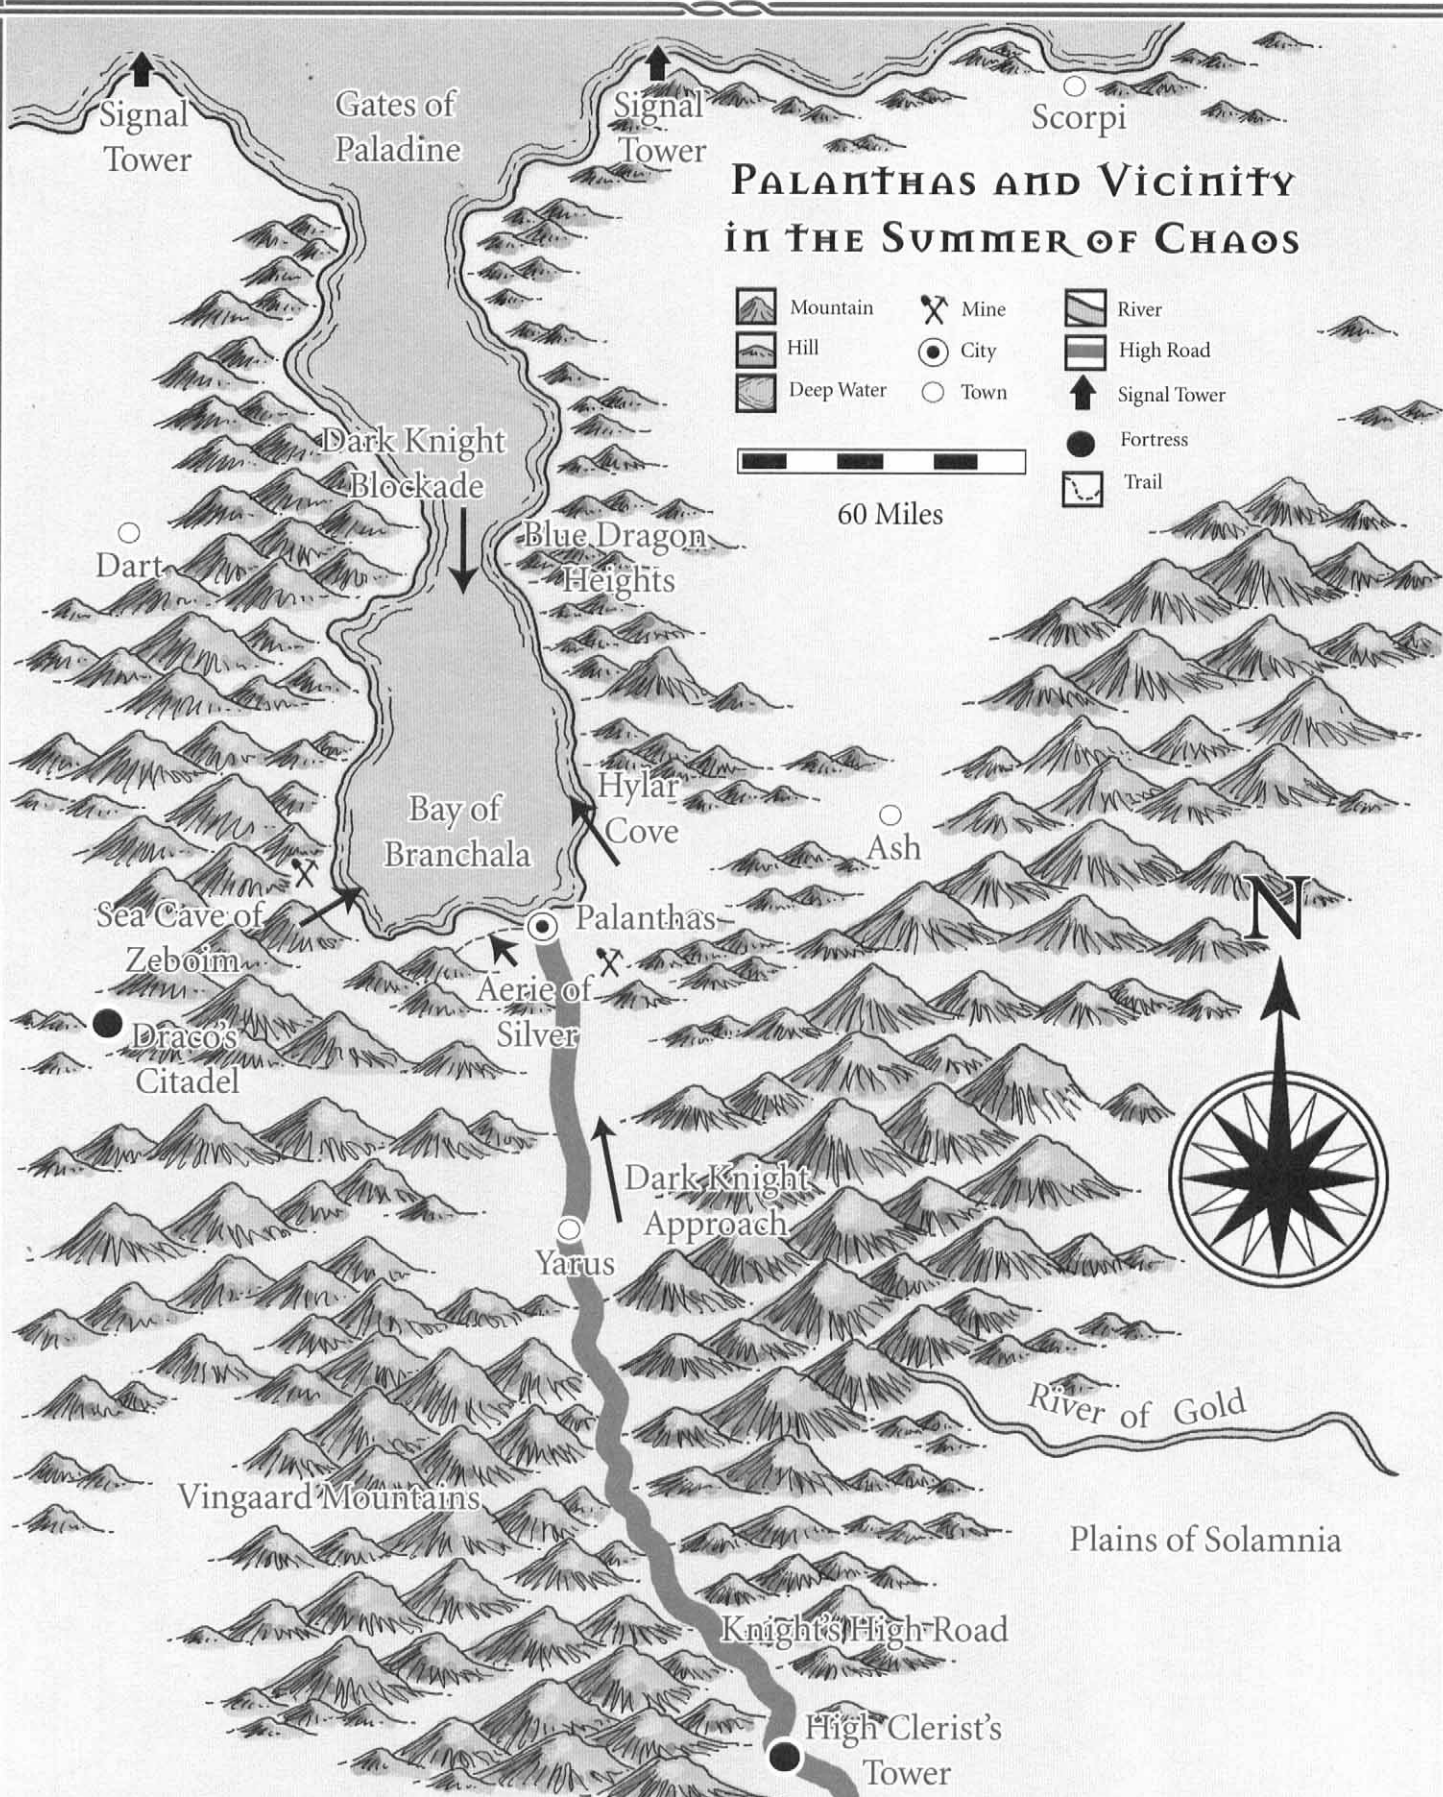 Signal
Tower
Gates of
Paladine
Signal
Tower
Scorpi
Palanthas and Vicinity
in the Summer of Chaos
Mountain
Hill
Deep Water
Mine
City
Town
River
High Road
Signal Tower
Fortress
Trail
60 Miles
Dark Knight
Blockade
Dart
Blue Dragon
Heights
Hylar
Cove
Bay of
Branchala
Ash
N
Sea Cave of
Zeboim
Palanthas
Aerie of
Silver
Draco's
Citadel
Dark Knight
Approach
Yarus
River of Gold
Vingaard Mountains
Plains of Solamnia
Knight's High Road
High Clerist's
Tower